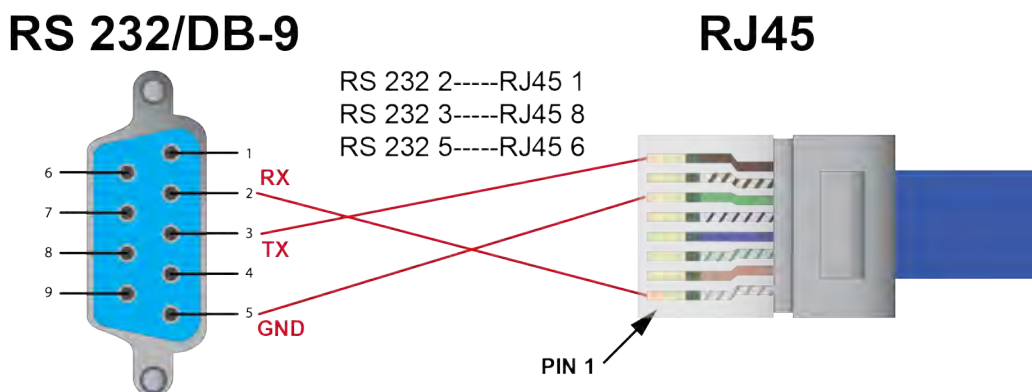 RS 232/DB-9
RJ45
RS 232 2-----RJ45 1
RS 232 3-----RJ45 8
RS 232 5-----RJ45 6
1
6
RX
2
7
3
TX
8
4
9
5
GND
PIN 1